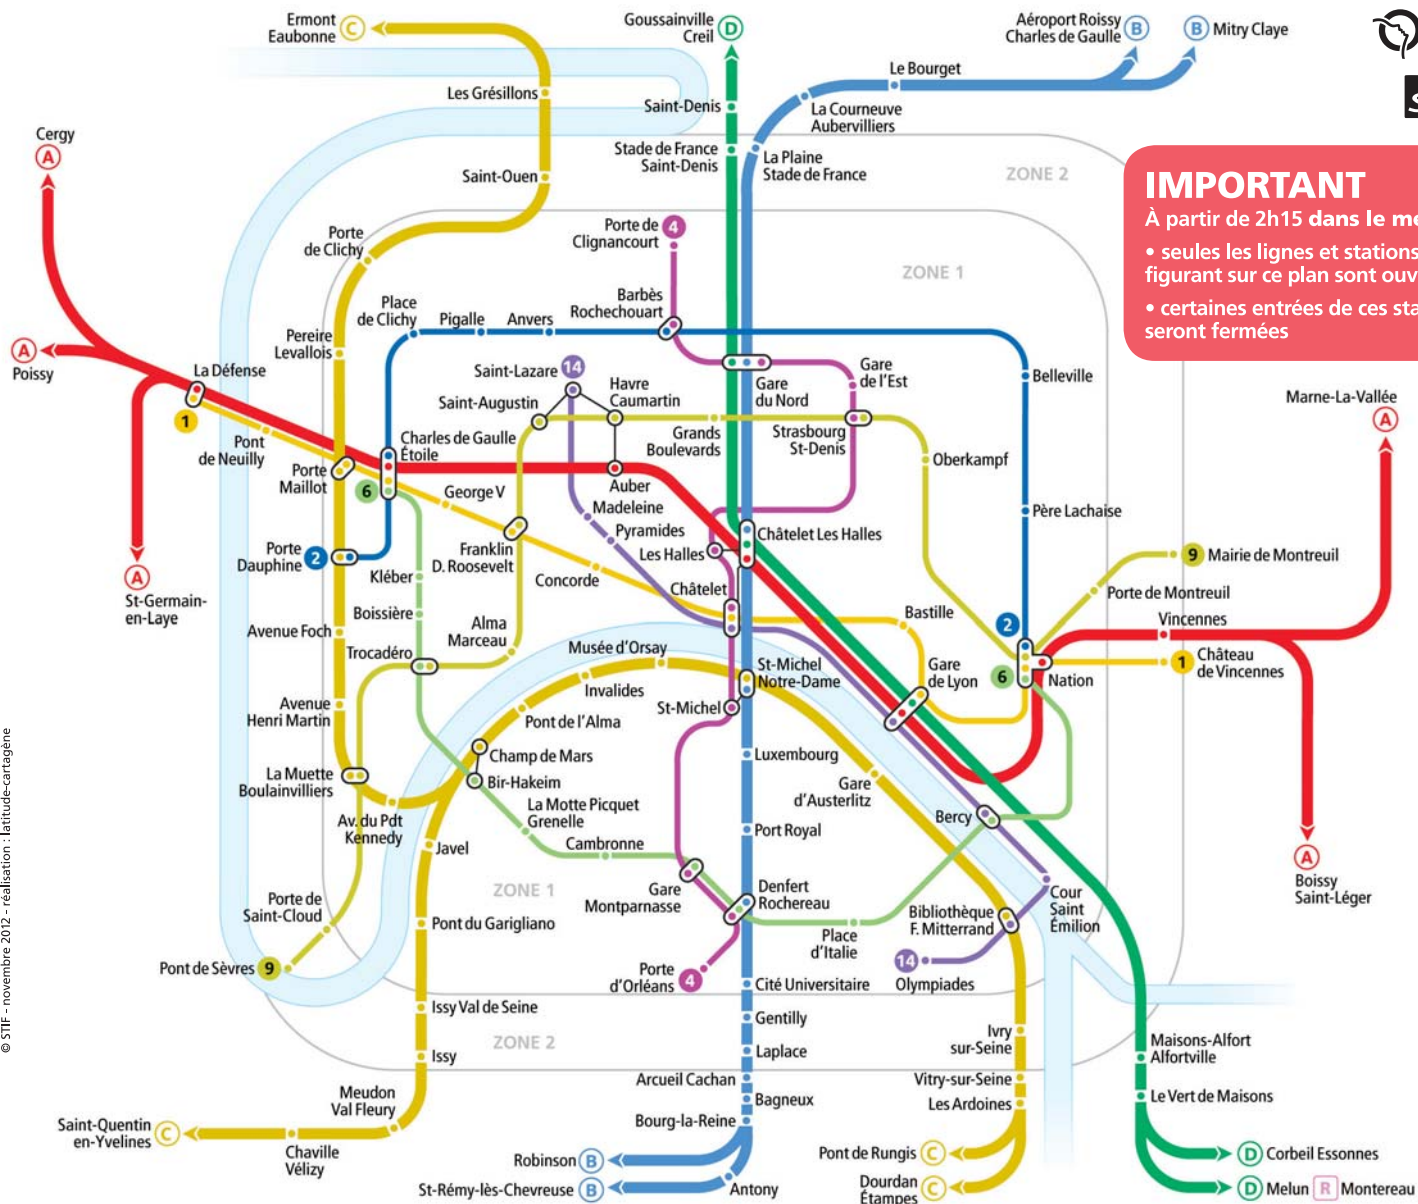 Ermont
Eaubonne
C
Goussainville
Creil
D
Aéroport Roissy
Charles de Gaulle
B
B
Mitry Claye
Le Bourget
Les Grésillons
Saint-Denis
La Courneuve
Aubervilliers
Cergy
A
Stade de France
Saint-Denis
La Plaine
Stade de France
Saint-Ouen
ZONE 2
IMPORTANT
À partir de 2h15 dans le
• seules les lignes et stations
figurant sur ce plan sont
• certaines entrées de ces
seront fermées
Porte
de Clichy
Porte de
Clignancourt
4
ZONE 1
Barbès
Rochechouart
Place
de Clichy
Pigalle
Anvers
Pereire
Levallois
A
Poissy
La Défense
1
Saint-Lazare
14
Havre
Caumartin
Gare
du Nord
Gare
de l'Est
Belleville
Marne-La-Vallée
A
Saint-Augustin
Pont
de Neuilly
Charles de Gaulle
Étoile
Grands
Boulevards
Strasbourg
St-Denis
Oberkampf
Porte
Maillot
6
George V
Auber
Madeleine
Pyramides
Père Lachaise
Les Halles
Châtelet Les Halles
Porte
Dauphine
2
Franklin
D. Roosevelt
Kléber
Concorde
9
Mairie de Montreuil
A
St-Germain-
en-Laye
Châtelet
Porte de Montreuil
Boissière
Bastille
Vincennes
Avenue Foch
Alma
Marceau
2
Trocadéro
Musée d'Orsay
St-Michel
Notre-Dame
Gare
de Lyon
6
Nation
1
Château
de Vincennes
Invalides
Avenue
Henri Martin
Pont de l'Alma
St-Michel
Luxembourg
Champ de Mars
La Muette
Boulainvilliers
Bir-Hakeim
Gare
d'Austerlitz
La Motte Picquet
Grenelle
Av. du Pdt
Kennedy
Javel
Cambronne
Port Royal
Bercy
A
Boissy
Saint-Léger
ZONE 1
Gare
Montparnasse
Denfert
Rochereau
Cour
Saint
Émilion
Porte de
Saint-Cloud
Pont du Garigliano
Bibliothèque
F. Mitterrand
Place
d'Italie
Pont de Sèvres
9
Porte
d'Orléans
4
14
Olympiades
Cité Universitaire
Issy Val de Seine
Gentilly
ZONE 2
Ivry
sur-Seine
Issy
Laplace
Maisons-Alfort
Alfortville
Arcueil Cachan
Vitry-sur-Seine
Bagneux
Les Ardoines
Le Vert de Maisons
Meudon
Val Fleury
Bourg-la-Reine
Saint-Quentin
en-Yvelines
C
Chaville
Vélizy
Robinson
B
Pont de Rungis
C
D
Corbeil Essonnes
St-Rémy-lès-Chevreuse
B
Antony
Dourdan
Étampes
C
D
Melun
R
Montereau
© STIF - novembre 2012 - réalisation : latitude-cartagène